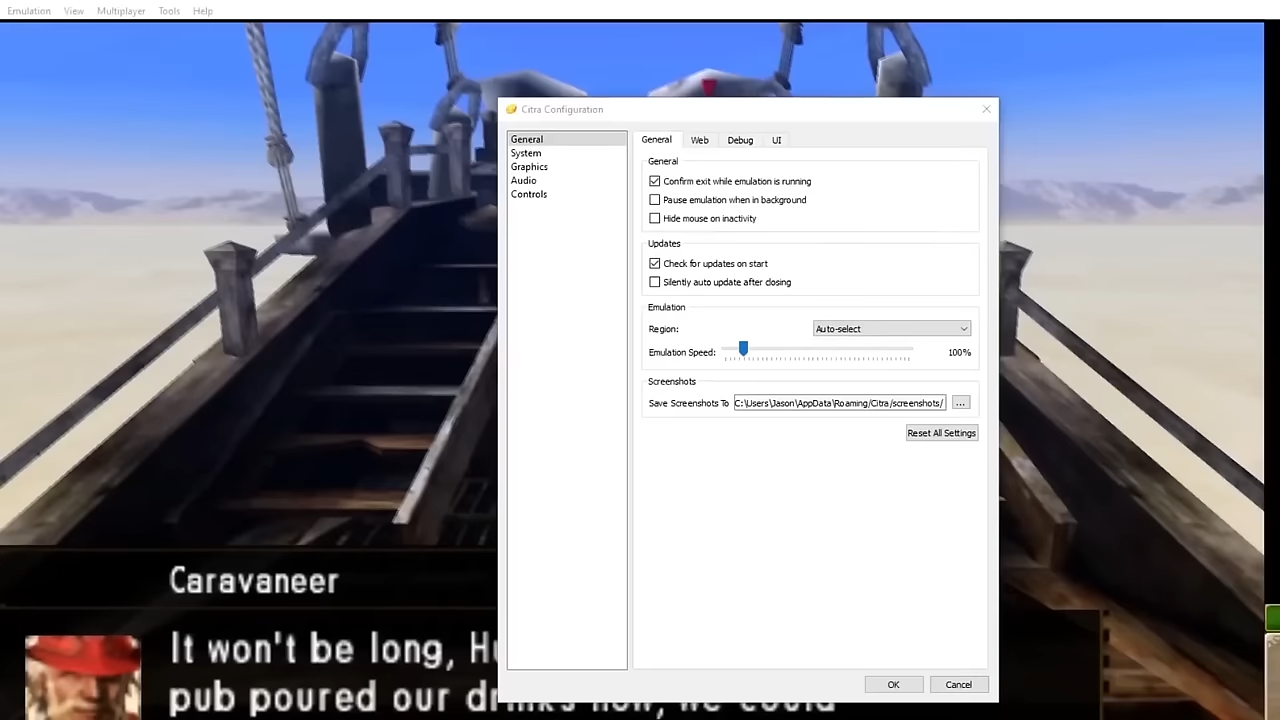 Emulation View Multiplayer Tools Help
Citra Configuration
General
System
Graphics
Audio
Controls
General Web Debug UI
General
Confirm exit while emulation is running
Pause emulation when in background
Hide mouse on inactivity
Updates
Check for updates on start
Silently auto update after closing
Emulation
Region: Auto-select
Emulation Speed: 100%
Screenshots
Save Screenshots To C:\Users\Jason\AppData\Roaming/Citra/screenshots/ ...
Reset All Settings
OK Cancel
Caravaneer
It won't be long,
pub poured our now, we could